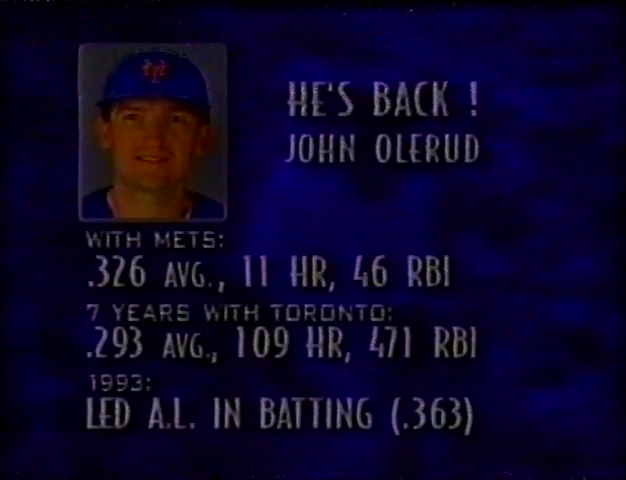 HE'S BACK !
JOHN OLERUD
WITH METS:
.326 AVG., 11 HR, 46 RBI
7 YEARS WITH TORONTO:
.293 AVG., 109 HR, 471 RBI
1993:
LED A.L. IN BATTING (.363)